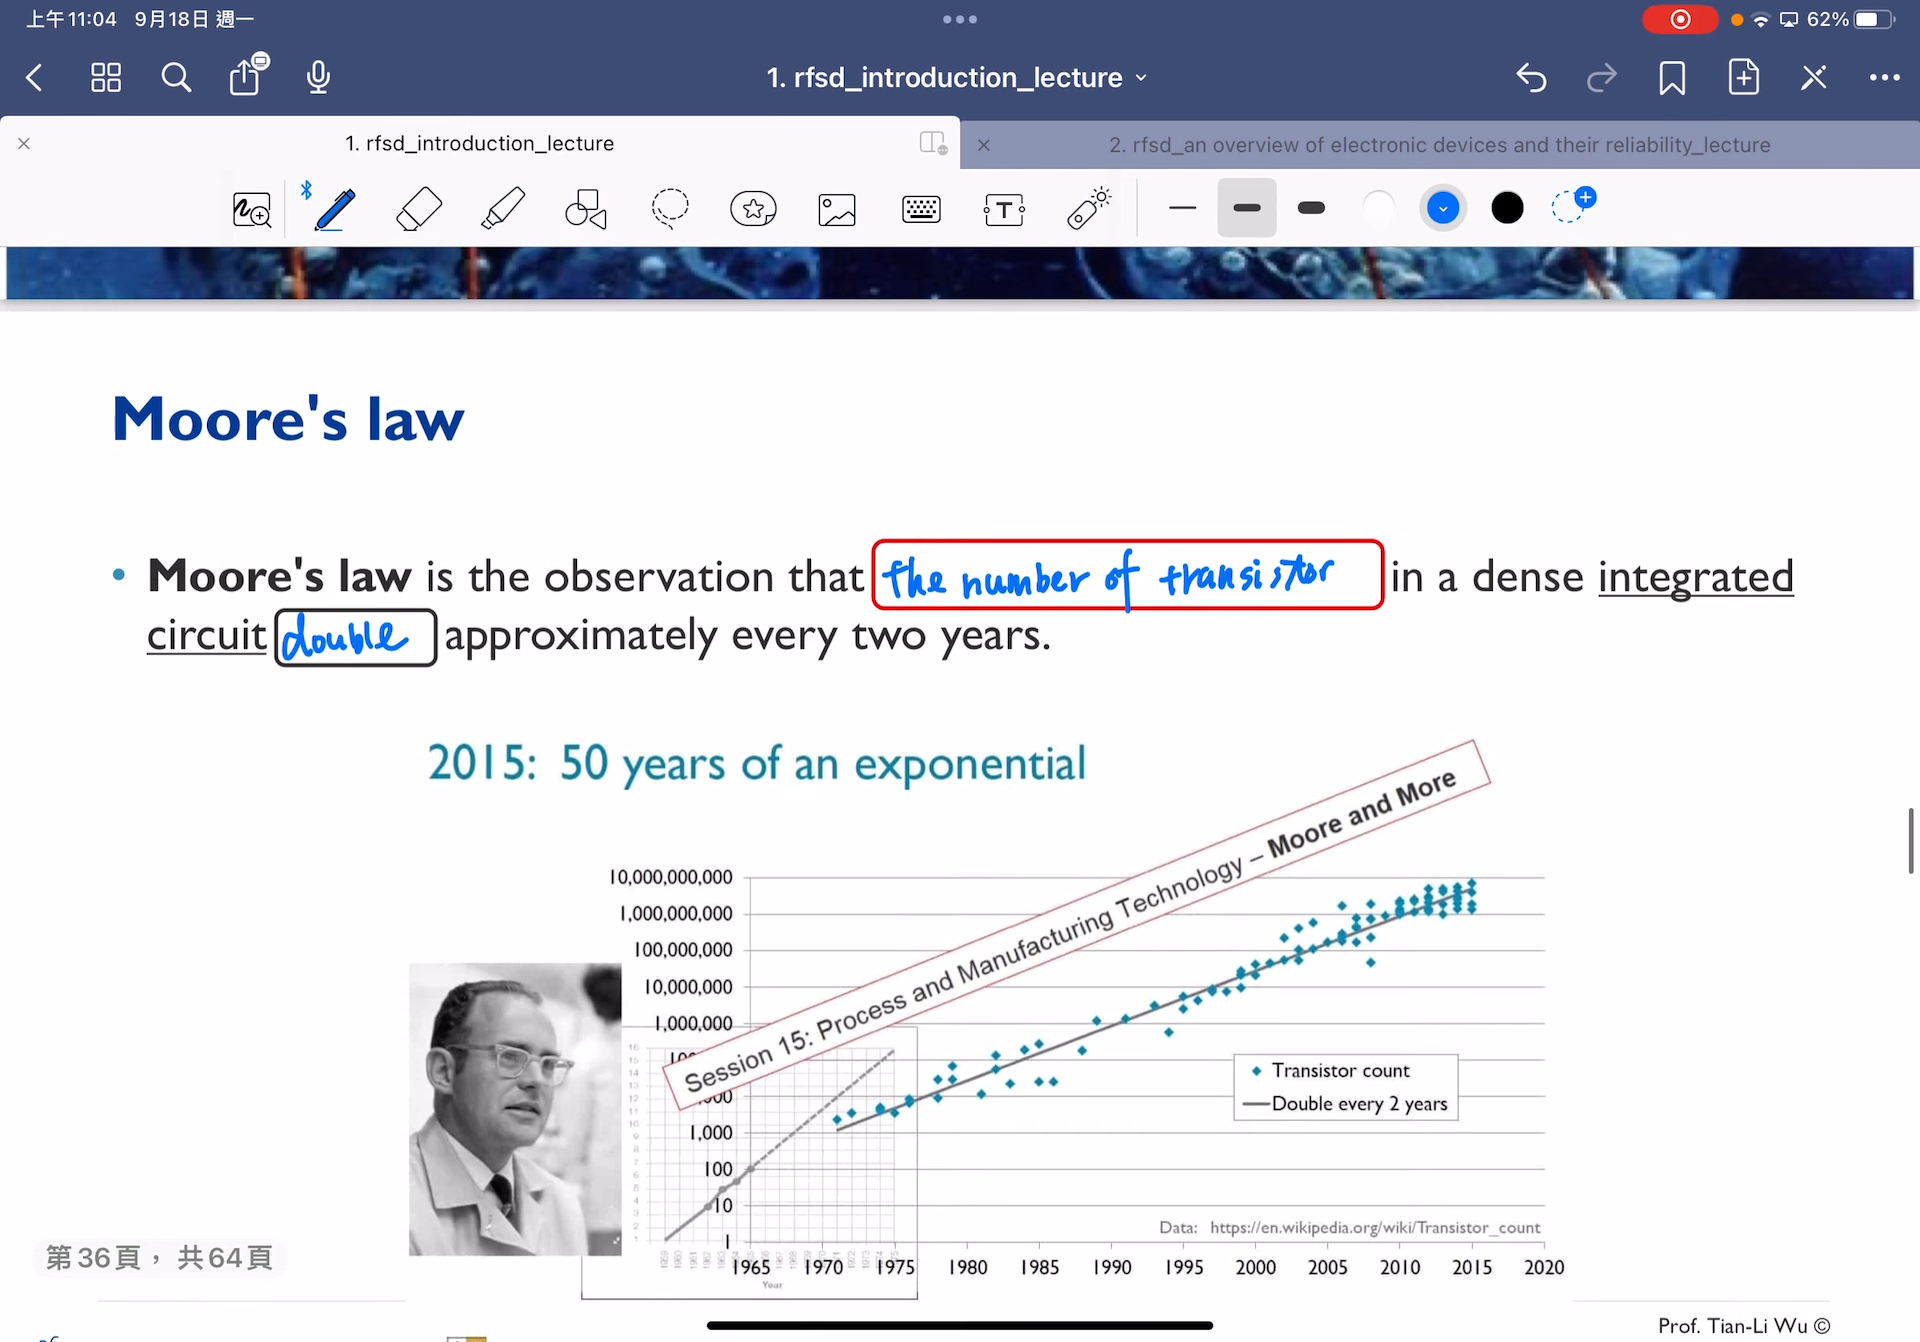 上午11:04 9月18日 週一
62%
1. rfsd_introduction_lecture
1. rfsd_introduction_lecture
2. rfsd_an overview of electronic devices and their reliability_lecture
Moore's law
• Moore's law is the observation that the number of transistor in a dense integrated
circuit double approximately every two years.
2015: 50 years of an exponential
Session 15: Process and Manufacturing Technology – Moore and More
10,000,000,000
1,000,000,000
100,000,000
10,000,000
1,000,000
1,000
100
10
1
Transistor count
Double every 2 years
Data: https://en.wikipedia.org/wiki/Transistor_count
1965 1970 1975 1980 1985 1990 1995 2000 2005 2010 2015 2020
Year
第36頁， 共64頁
Prof. Tian-Li Wu ©